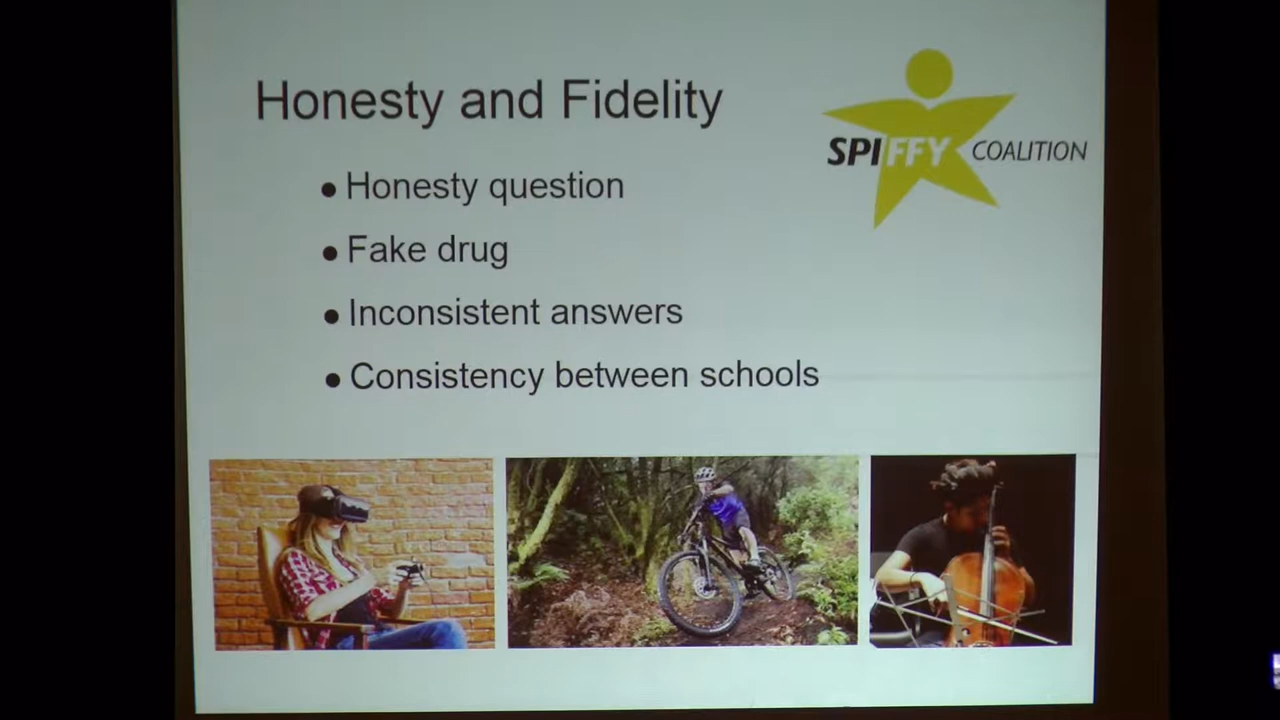 Honesty and Fidelity
SPIFFY COALITION
● Honesty question
● Fake drug
● Inconsistent answers
● Consistency between schools